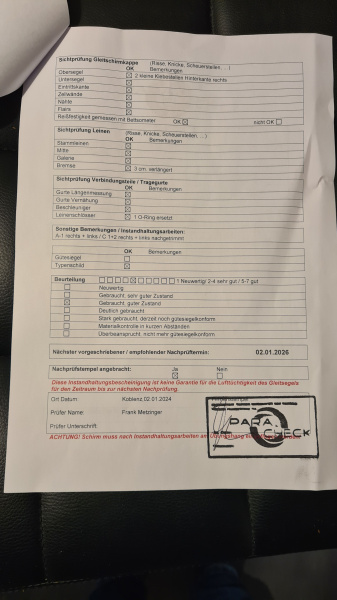 Sichtprüfung Gleitschirmkappe (Risse, Knicke, Scheuerstellen, ... )
OK Bemerkungen
Obersegel ☒ 2 kleine Klebestellen Hinterkante rechts
Untersegel ☒
Eintrittskante ☒
Zellwände ☒
Nähte ☒
Flairs ☒
Reißfestigkeit gemessen mit Bettsometer OK ☒ nicht OK ☐
Sichtprüfung Leinen (Risse, Knicke, Scheuerstellen, ... )
OK Bemerkungen
Stammleinen ☒
Mitte ☒
Galerie ☒
Bremse ☒ 3 cm verlängert
Sichtprüfung Verbindungsteile / Tragegurte
OK Bemerkungen
Gurte Längenmessung ☒
Gurte Vernähung ☒
Beschleuniger ☒
Leinenschlösser ☒ 1 O-Ring ersetzt
Sonstige Bemerkungen / Instandhaltungsarbeiten:
A-1 rechts + links / C 1+2 rechts + links nachgetrimmt
OK Bemerkungen
Gütesiegel ☐
Typenschild ☒
Beurteilung 1 Neuwertig/ 2-4 sehr gut / 5-7 gut
☐ Neuwertig
☐ Gebraucht, sehr guter Zustand
☒ Gebraucht, guter Zustand
☐ Deutlich gebraucht
☐ Stark gebraucht, derzeit noch gütesiegelkonform
☐ Materialkontrolle in kurzen Abständen
☐ Überbeansprucht, nicht mehr gütesiegelkonform
Nächster vorgeschriebener / empfohlener Nachprüftermin: 02.01.2026
Nachprüfstempel angebracht: Ja Nein
☒ ☐
Diese Instandhaltungsbescheinigung ist keine Garantie für die Lufttüchtigkeit des Gleitsegels
für den Zeitraum bis zur nächsten Nachprüfung.
Ort Datum Koblenz 02.01.2024
Prüfer Name: Frank Metzinger
Prüfer Unterschrift:
PARA
CHECK
ACHTUNG! Schirm muss nach Instandhaltungsarbeiten am Übungshang